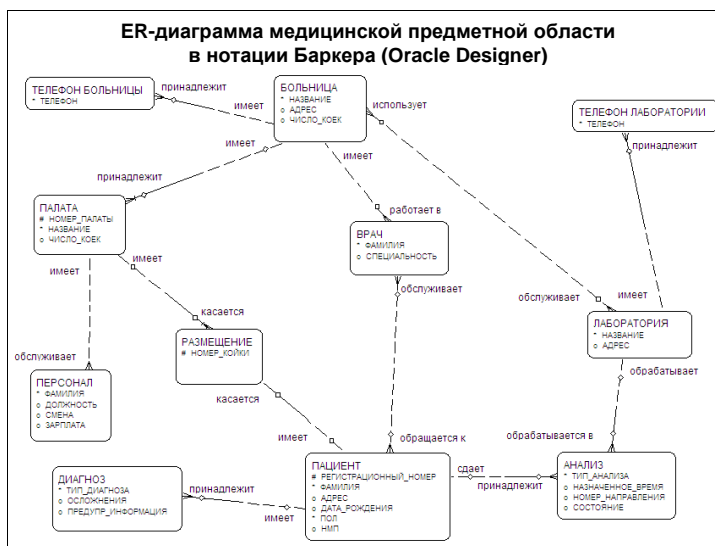 ER-диаграмма медицинской предметной области
в нотации Баркера (Oracle Designer)
ТЕЛЕФОН БОЛЬНИЦЫ
* ТЕЛЕФОН
принадлежит
имеет
БОЛЬНИЦА
* НАЗВАНИЕ
о АДРЕС
о ЧИСЛО_КОЕК
использует
ТЕЛЕФОН ЛАБОРАТОРИИ
* ТЕЛЕФОН
принадлежит
имеет
имеет
принадлежит
ПАЛАТА
# НОМЕР_ПАЛАТЫ
* НАЗВАНИЕ
о ЧИСЛО_КОЕК
работает в
ВРАЧ
* ФАМИЛИЯ
о СПЕЦИАЛЬНОСТЬ
имеет
имеет
обслуживает
обслуживает
имеет
касается
РАЗМЕЩЕНИЕ
# НОМЕР_КОЙКИ
ЛАБОРАТОРИЯ
* НАЗВАНИЕ
о АДРЕС
обслуживает
ПЕРСОНАЛ
* ФАМИЛИЯ
о ДОЛЖНОСТЬ
о СМЕНА
о ЗАРПЛАТА
касается
обрабатывает
имеет
обращается к
обрабатывается в
ДИАГНОЗ
* ТИП_ДИАГНОЗА
о ОСЛОЖНЕНИЯ
о ПРЕДУПР_ИНФОРМАЦИЯ
принадлежит
имеет
ПАЦИЕНТ
# РЕГИСТРАЦИОННЫЙ_НОМЕР
* ФАМИЛИЯ
о АДРЕС
о ДАТА_РОЖДЕНИЯ
* ПОЛ
о НМП
сдает
принадлежит
АНАЛИЗ
* ТИП_АНАЛИЗА
о НАЗНАЧЕННОЕ_ВРЕМЯ
о НОМЕР_НАПРАВЛЕНИЯ
о СОСТОЯНИЕ